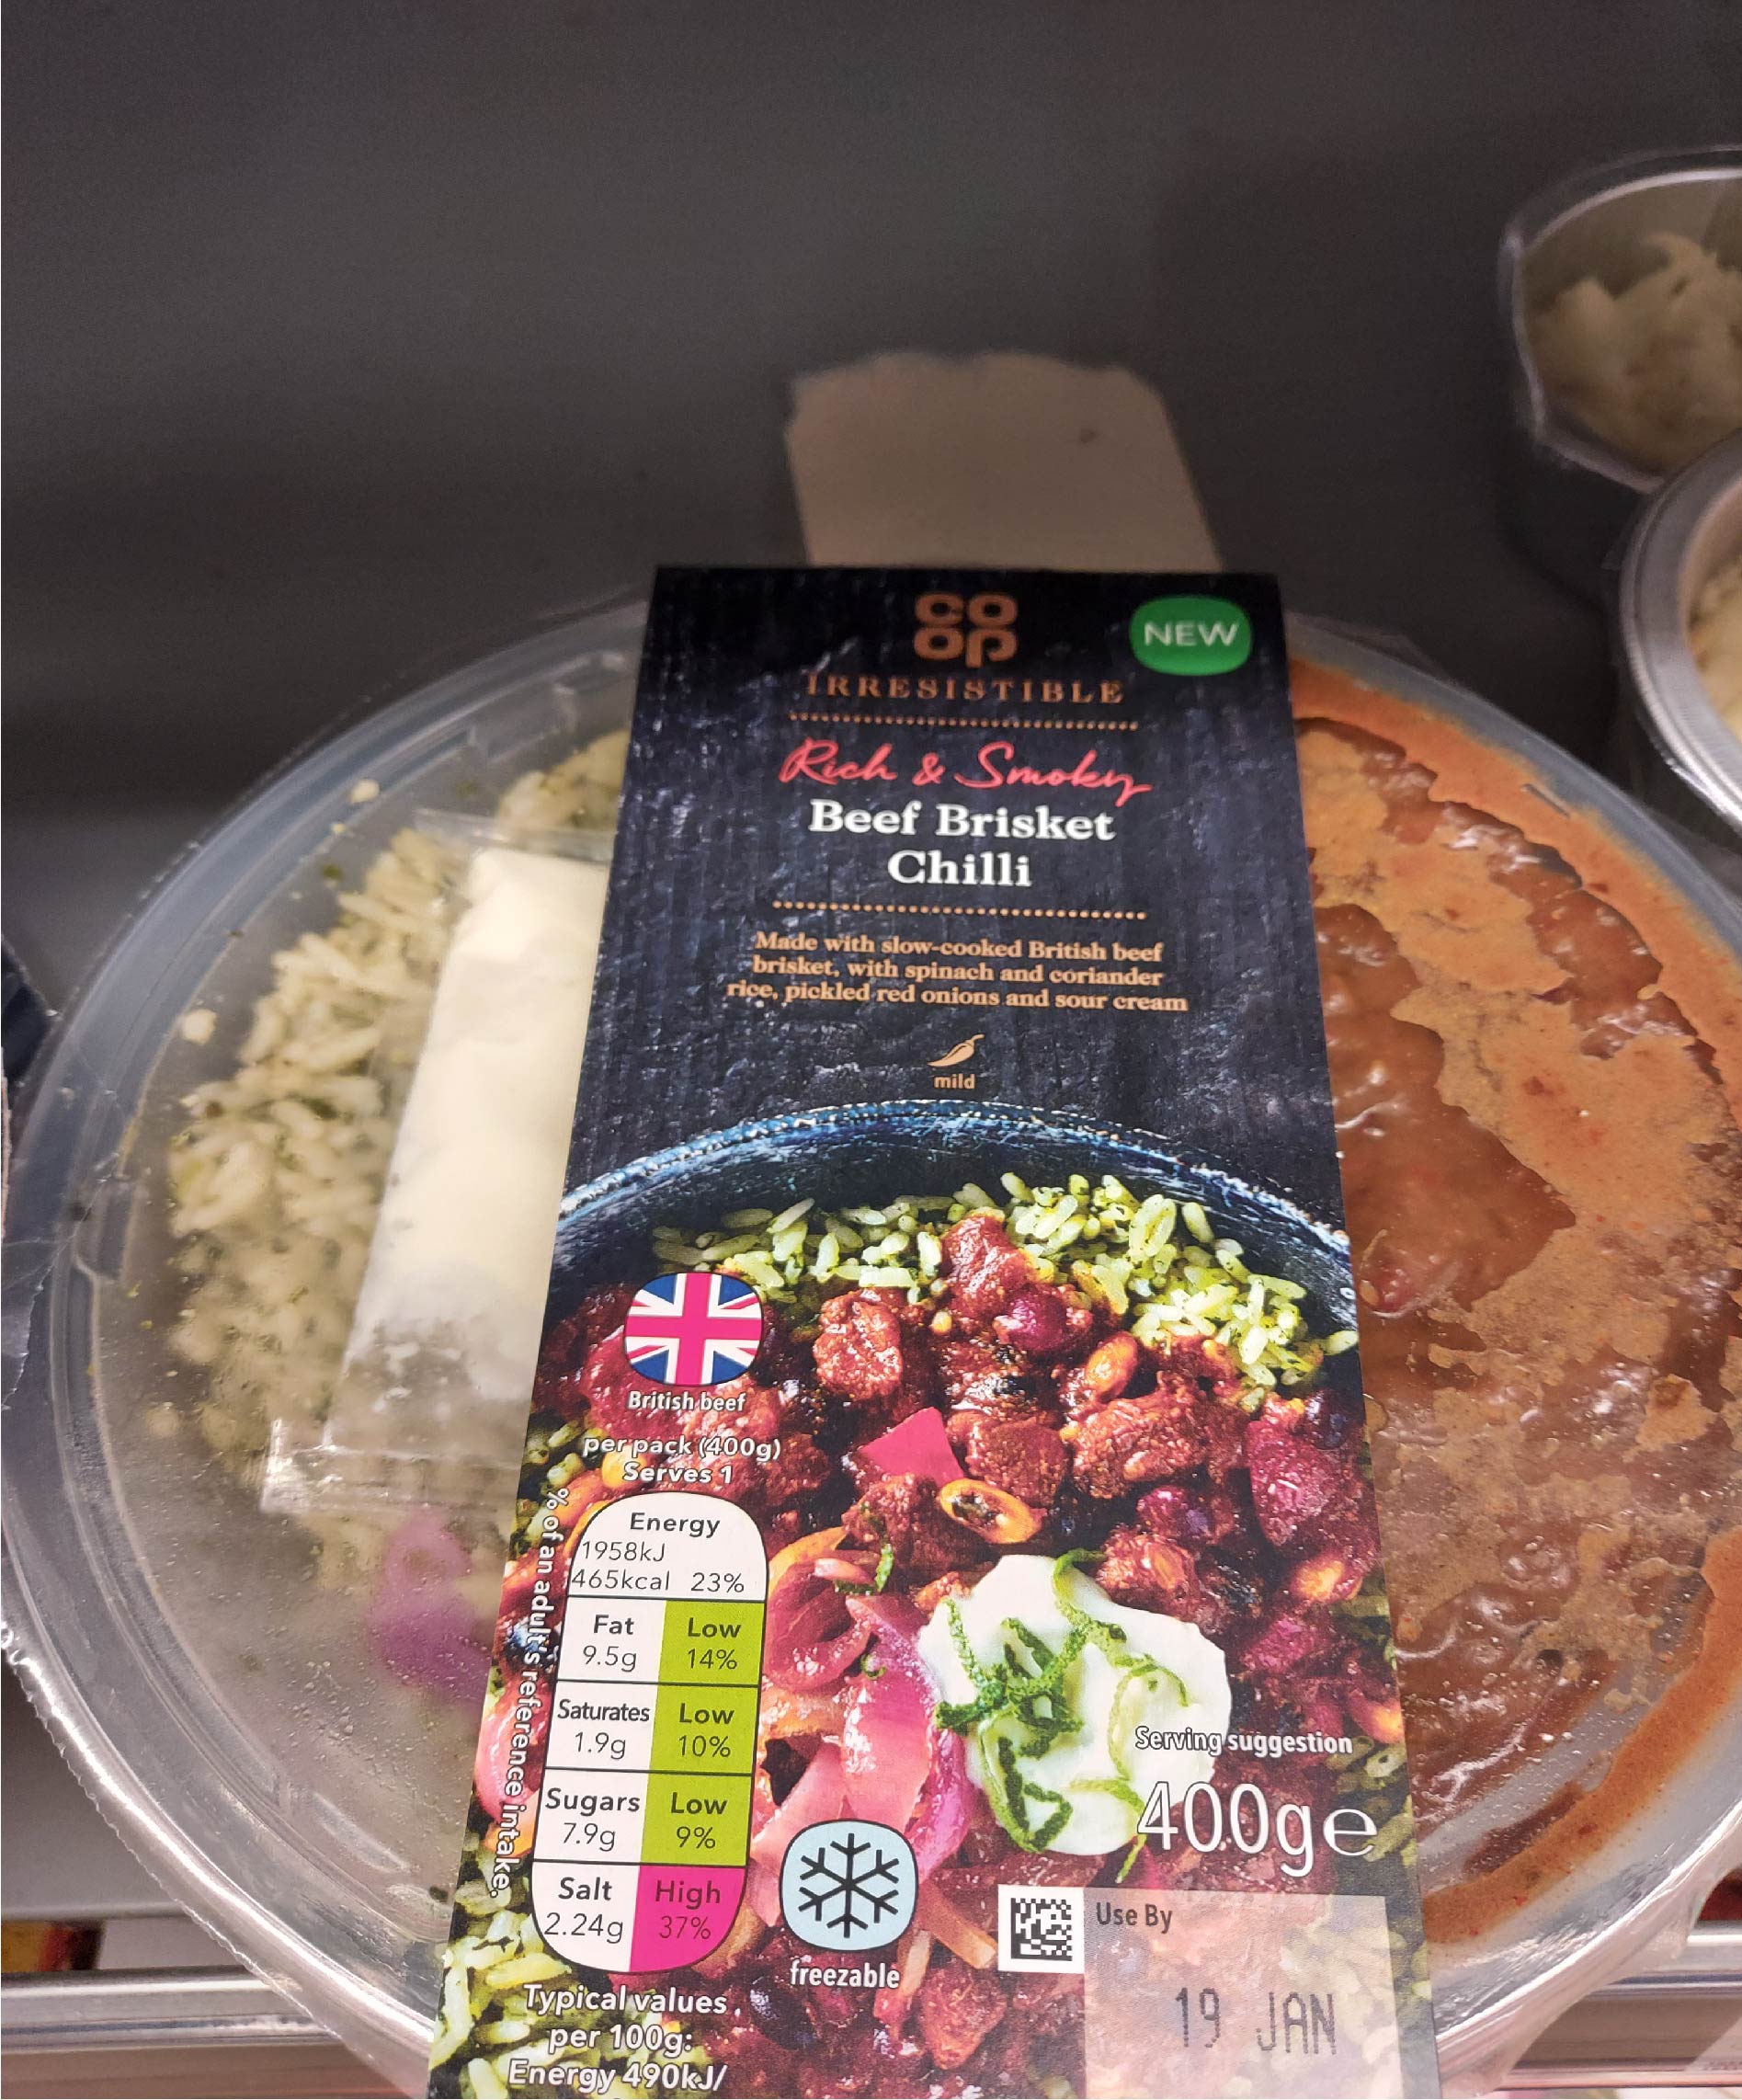 CO
OP
NEW
IRRESISTIBLE
Rich & Smoky
Beef Brisket
Chilli
Made with slow-cooked British beef
brisket, with spinach and coriander
rice, pickled red onions and sour cream
mild
British beef
per pack (400g)
Serves 1
Energy
1958kJ
465kcal 23%
Fat Low
9.5g 14%
Saturates Low
1.9g 10%
Sugars Low
7.9g 9%
Salt High
2.24g 37%
% of an adult's reference intake.
Typical values
per 100g:
Energy 490kJ/
freezable
Serving suggestion
400g℮
Use By
19 JAN